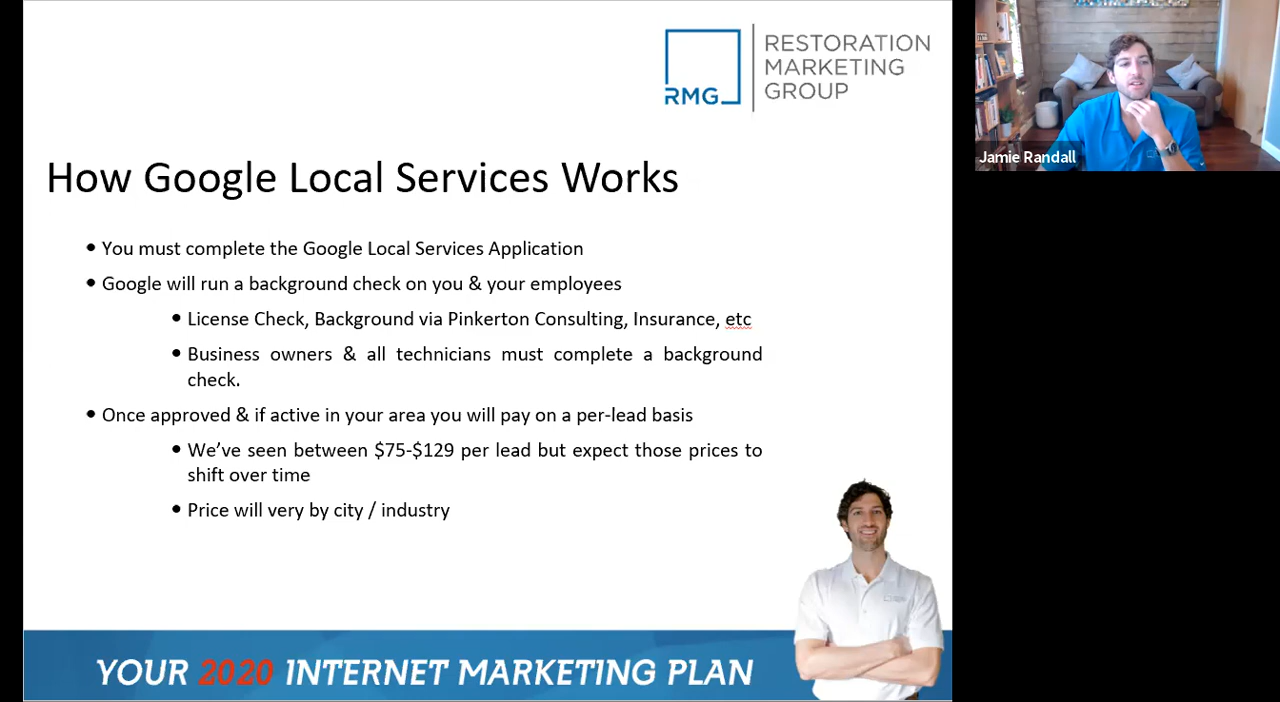 RMG
RESTORATION
MARKETING
GROUP
Jamie Randall
How Google Local Services Works
• You must complete the Google Local Services Application
• Google will run a background check on you & your employees
• License Check, Background via Pinkerton Consulting, Insurance, etc
• Business owners & all technicians must complete a background
check.
• Once approved & if active in your area you will pay on a per-lead basis
• We've seen between $75-$129 per lead but expect those prices to
shift over time
• Price will very by city / industry
YOUR 2020 INTERNET MARKETING PLAN